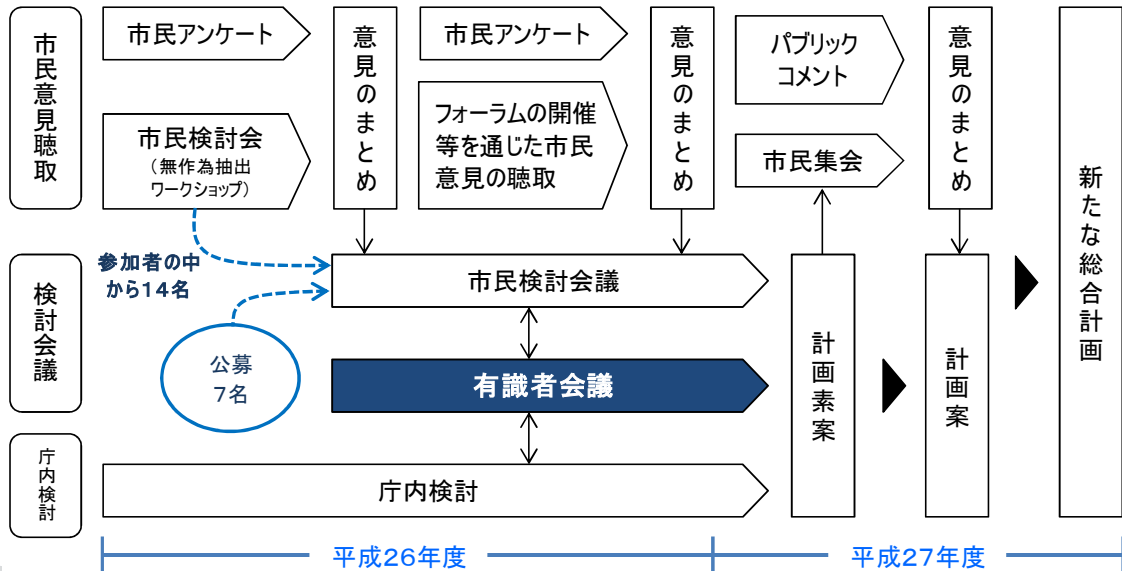 市民意見聴取
市民アンケート
市民検討会
（無作為抽出
ワークショップ）
意見のまとめ
市民アンケート
フォーラムの開催
等を通じた市民
意見の聴取
意見のまとめ
パブリック
コメント
市民集会
意見のまとめ
新たな総合計画
検討会議
参加者の中
から14名
公募
7名
市民検討会議
有識者会議
計画素案
計画案
庁内検討
庁内検討
平成26年度
平成27年度